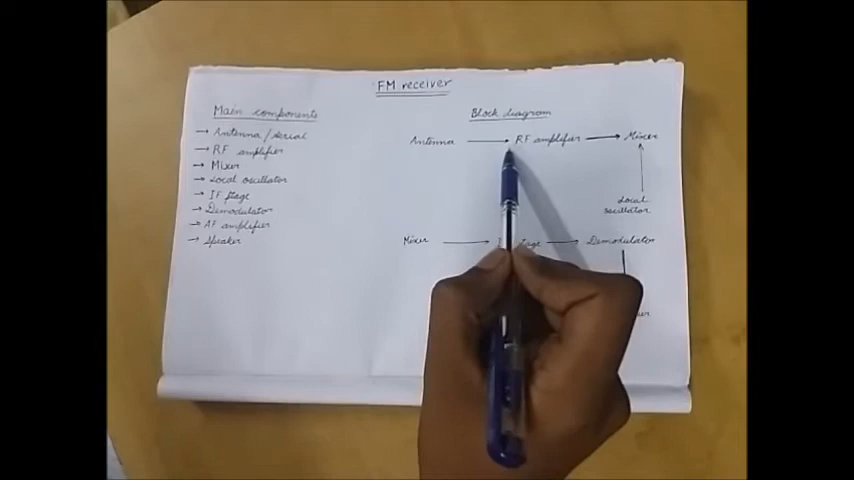 FM receiver
Main components
→ Antenna / aerial
→ RF amplifier
→ Mixer
→ Local oscillator
→ IF stage
→ Demodulator
→ AF amplifier
→ Speaker
Block diagram
Antenna → RF amplifier → Mixer
Local
oscillator
Mixer → stage → Demodulator